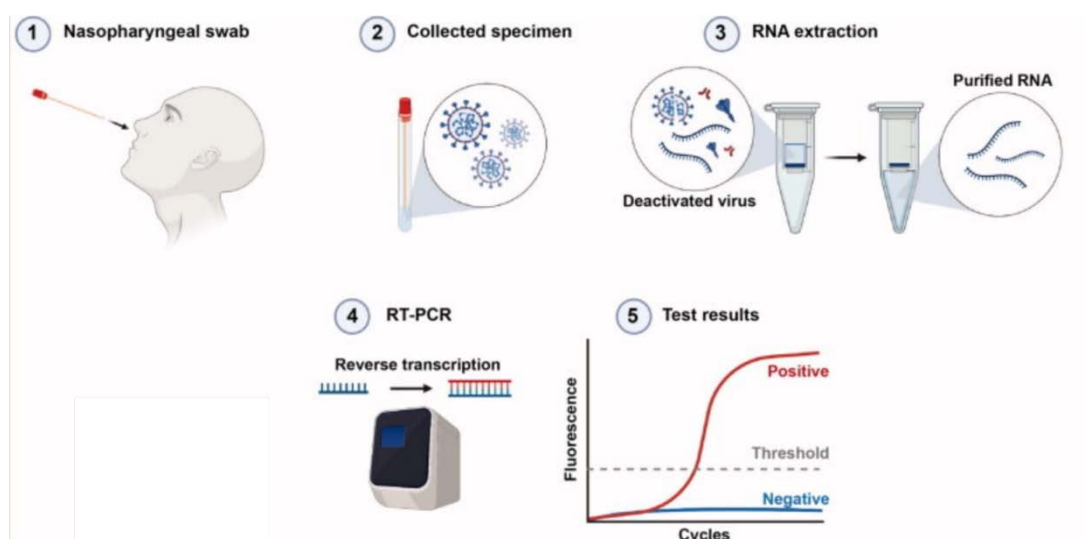 1 Nasopharyngeal swab
2 Collected specimen
3 RNA extraction
Purified RNA
Deactivated virus
4 RT-PCR
Reverse transcription
5 Test results
Fluorescence
Positive
Threshold
Negative
Cycles